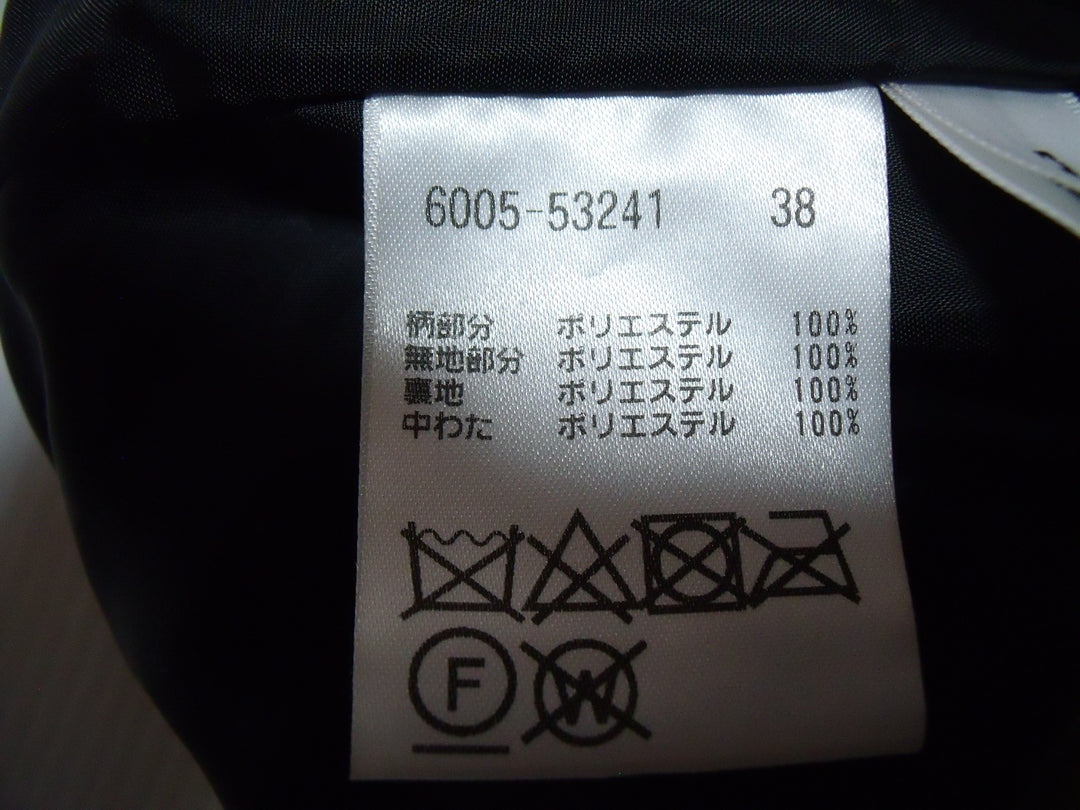 6005-53241 38
柄部分 ポリエステル 100%
無地部分 ポリエステル 100%
裏地 ポリエステル 100%
中わた ポリエステル 100%
F W